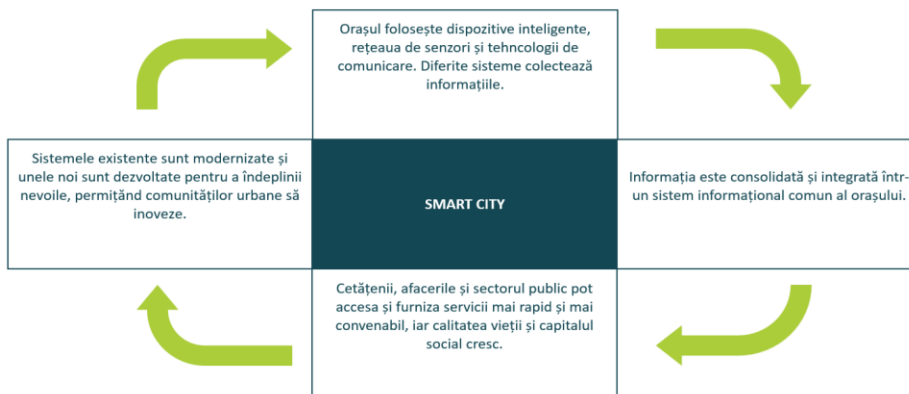 Orașul folosește dispozitive inteligente,
rețeaua de senzori și tehncologii de
comunicare. Diferite sisteme colectează
informațiile.
Sistemele existente sunt modernizate și
unele noi sunt dezvoltate pentru a îndeplinii
nevoile, permițănd comunităților urbane să
inoveze.
SMART CITY
Informația este consolidată și integrată într-
un sistem informațional comun al orașului.
Cetățenii, afacerile și sectorul public pot
accesa și furniza servicii mai rapid și mai
convenabil, iar calitatea vieții și capitalul
social cresc.